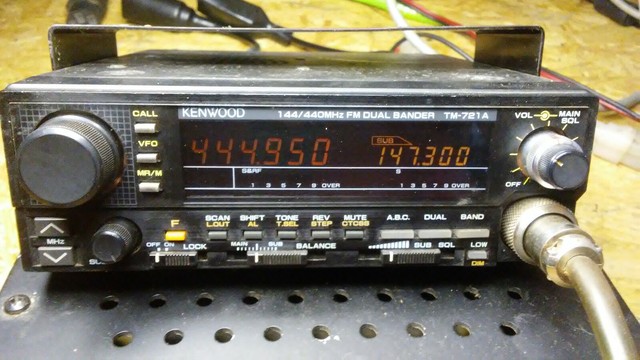 KENWOOD 144/440MHz FM DUAL BANDER TM-721A
CALL
VFO
MR/M
444.950
SUB
147.300
S&RF
1 3 5 7 9 OVER
B
1 3 5 7 9 OVER
VOL
MAIN
SQL
OFF
MHz
F
SCAN SHIFT TONE REV MUTE A.B.C. DUAL BAND
L.OUT AL T.SEL STEP CTCSS
OFF ON LOCK
MAIN SUB BALANCE
SUB SQL
LOW
DIM